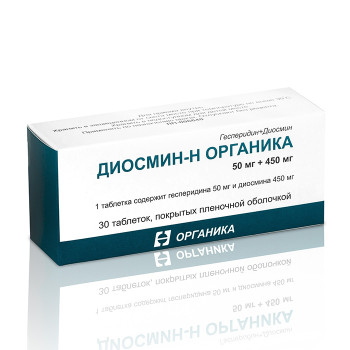 Гесперидин+Диосмин
ДИОСМИН-Н ОРГАНИКА
50 мг + 450 мг
1 таблетка содержит гесперидина 50 мг и диосмина 450 мг
30 таблеток, покрытых пленочной оболочкой
ОРГАНИКА